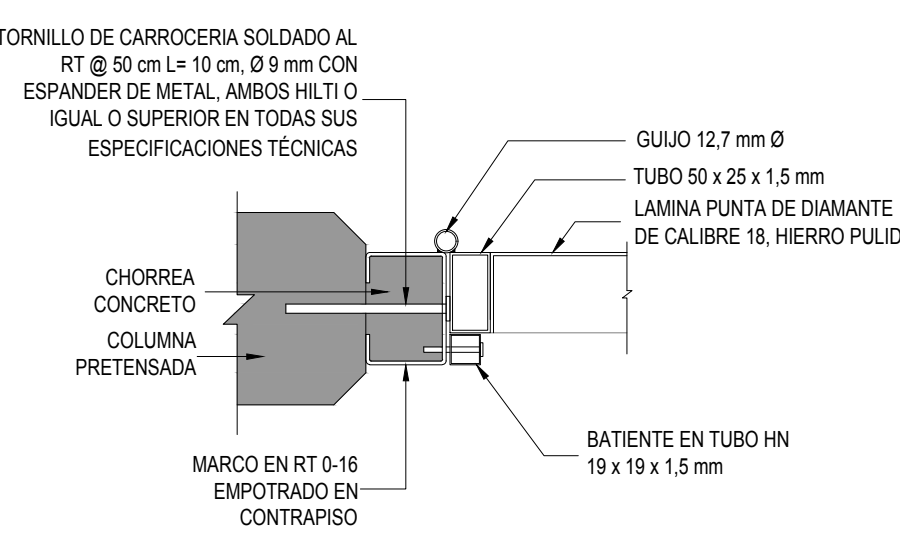 TORNILLO DE CARROCERIA SOLDADO AL
RT @ 50 cm L= 10 cm, Ø 9 mm CON
ESPANDER DE METAL, AMBOS HILTI O
IGUAL O SUPERIOR EN TODAS SUS
ESPECIFICACIONES TÉCNICAS
GUIJO 12,7 mm Ø
TUBO 50 x 25 x 1,5 mm
LAMINA PUNTA DE DIAMANTE
DE CALIBRE 18, HIERRO PULID
CHORREA
CONCRETO
COLUMNA
PRETENSADA
MARCO EN RT 0-16
EMPOTRADO EN
CONTRAPISO
BATIENTE EN TUBO HN
19 x 19 x 1,5 mm